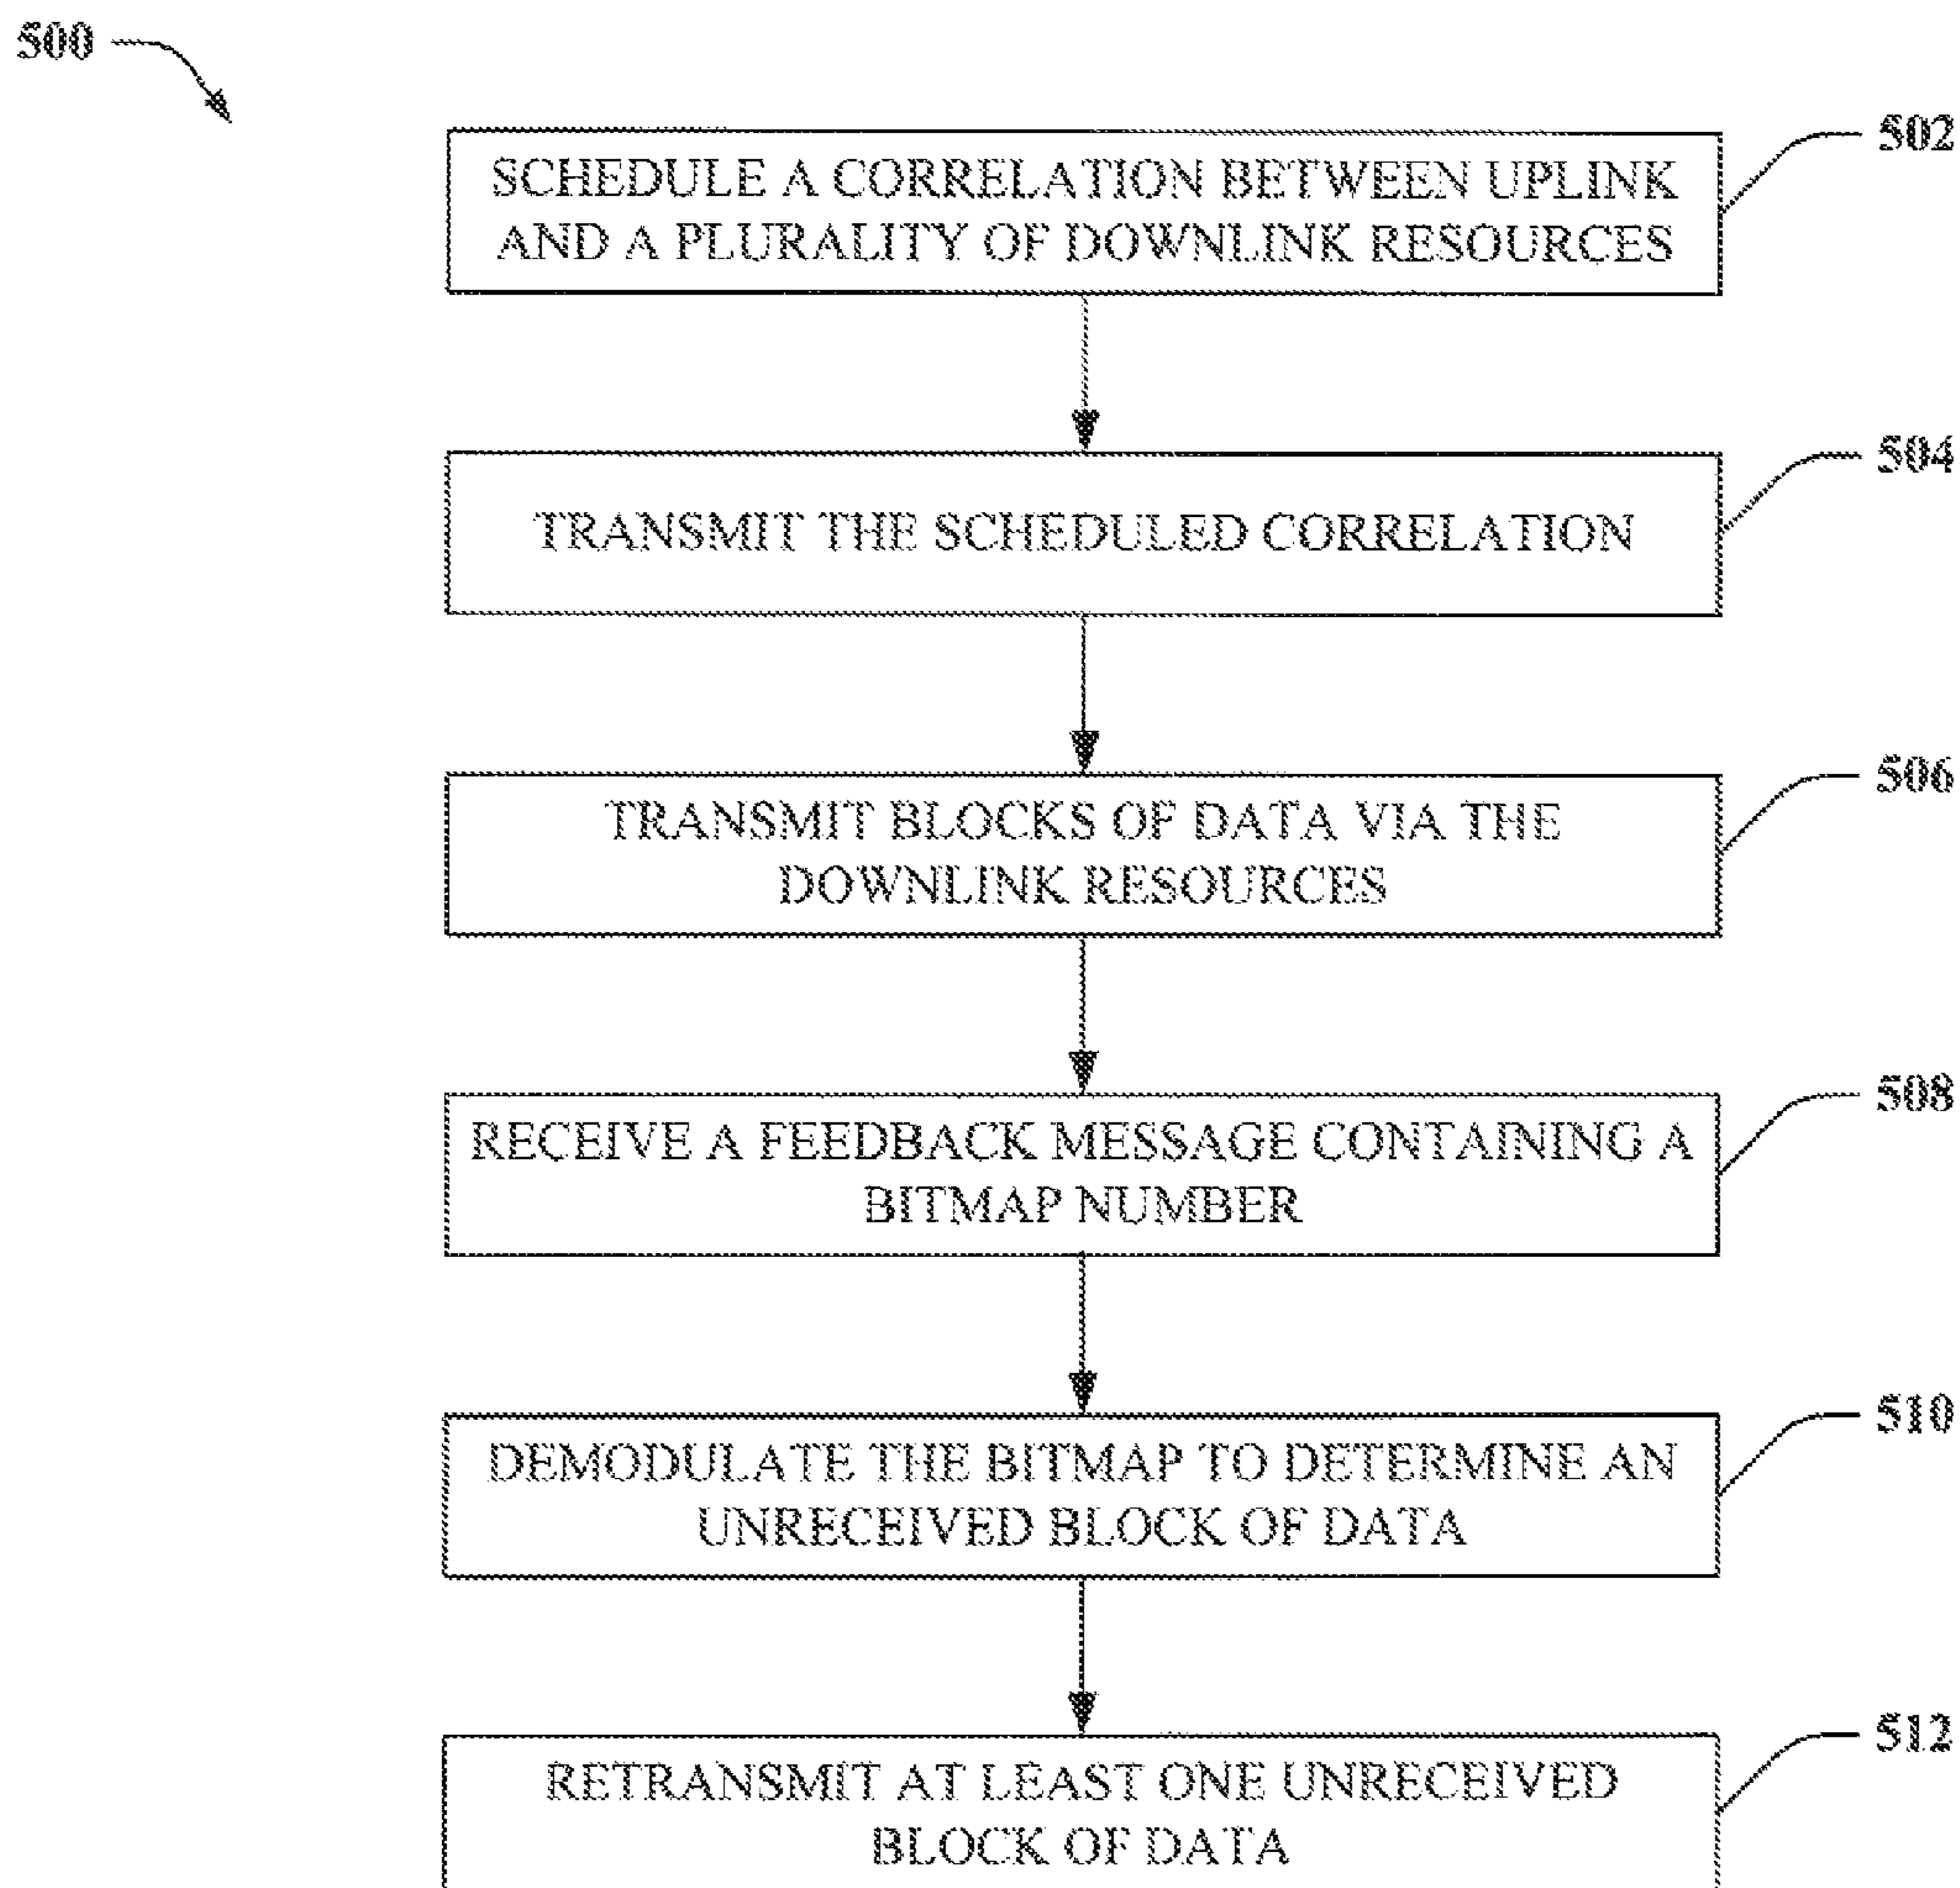 500
502
SCHEDULE A CORRELATION BETWEEN UPLINK
AND A PLURALITY OF DOWNLINK RESOURCES
504
TRANSMIT THE SCHEDULED CORRELATION
506
TRANSMIT BLOCKS OF DATA VIA THE
DOWNLINK RESOURCES
508
RECEIVE A FEEDBACK MESSAGE CONTAINING A
BITMAP NUMBER
510
DEMODULATE THE BITMAP TO DETERMINE AN
UNRECEIVED BLOCK OF DATA
512
RETRANSMIT AT LEAST ONE UNRECEIVED
BLOCK OF DATA